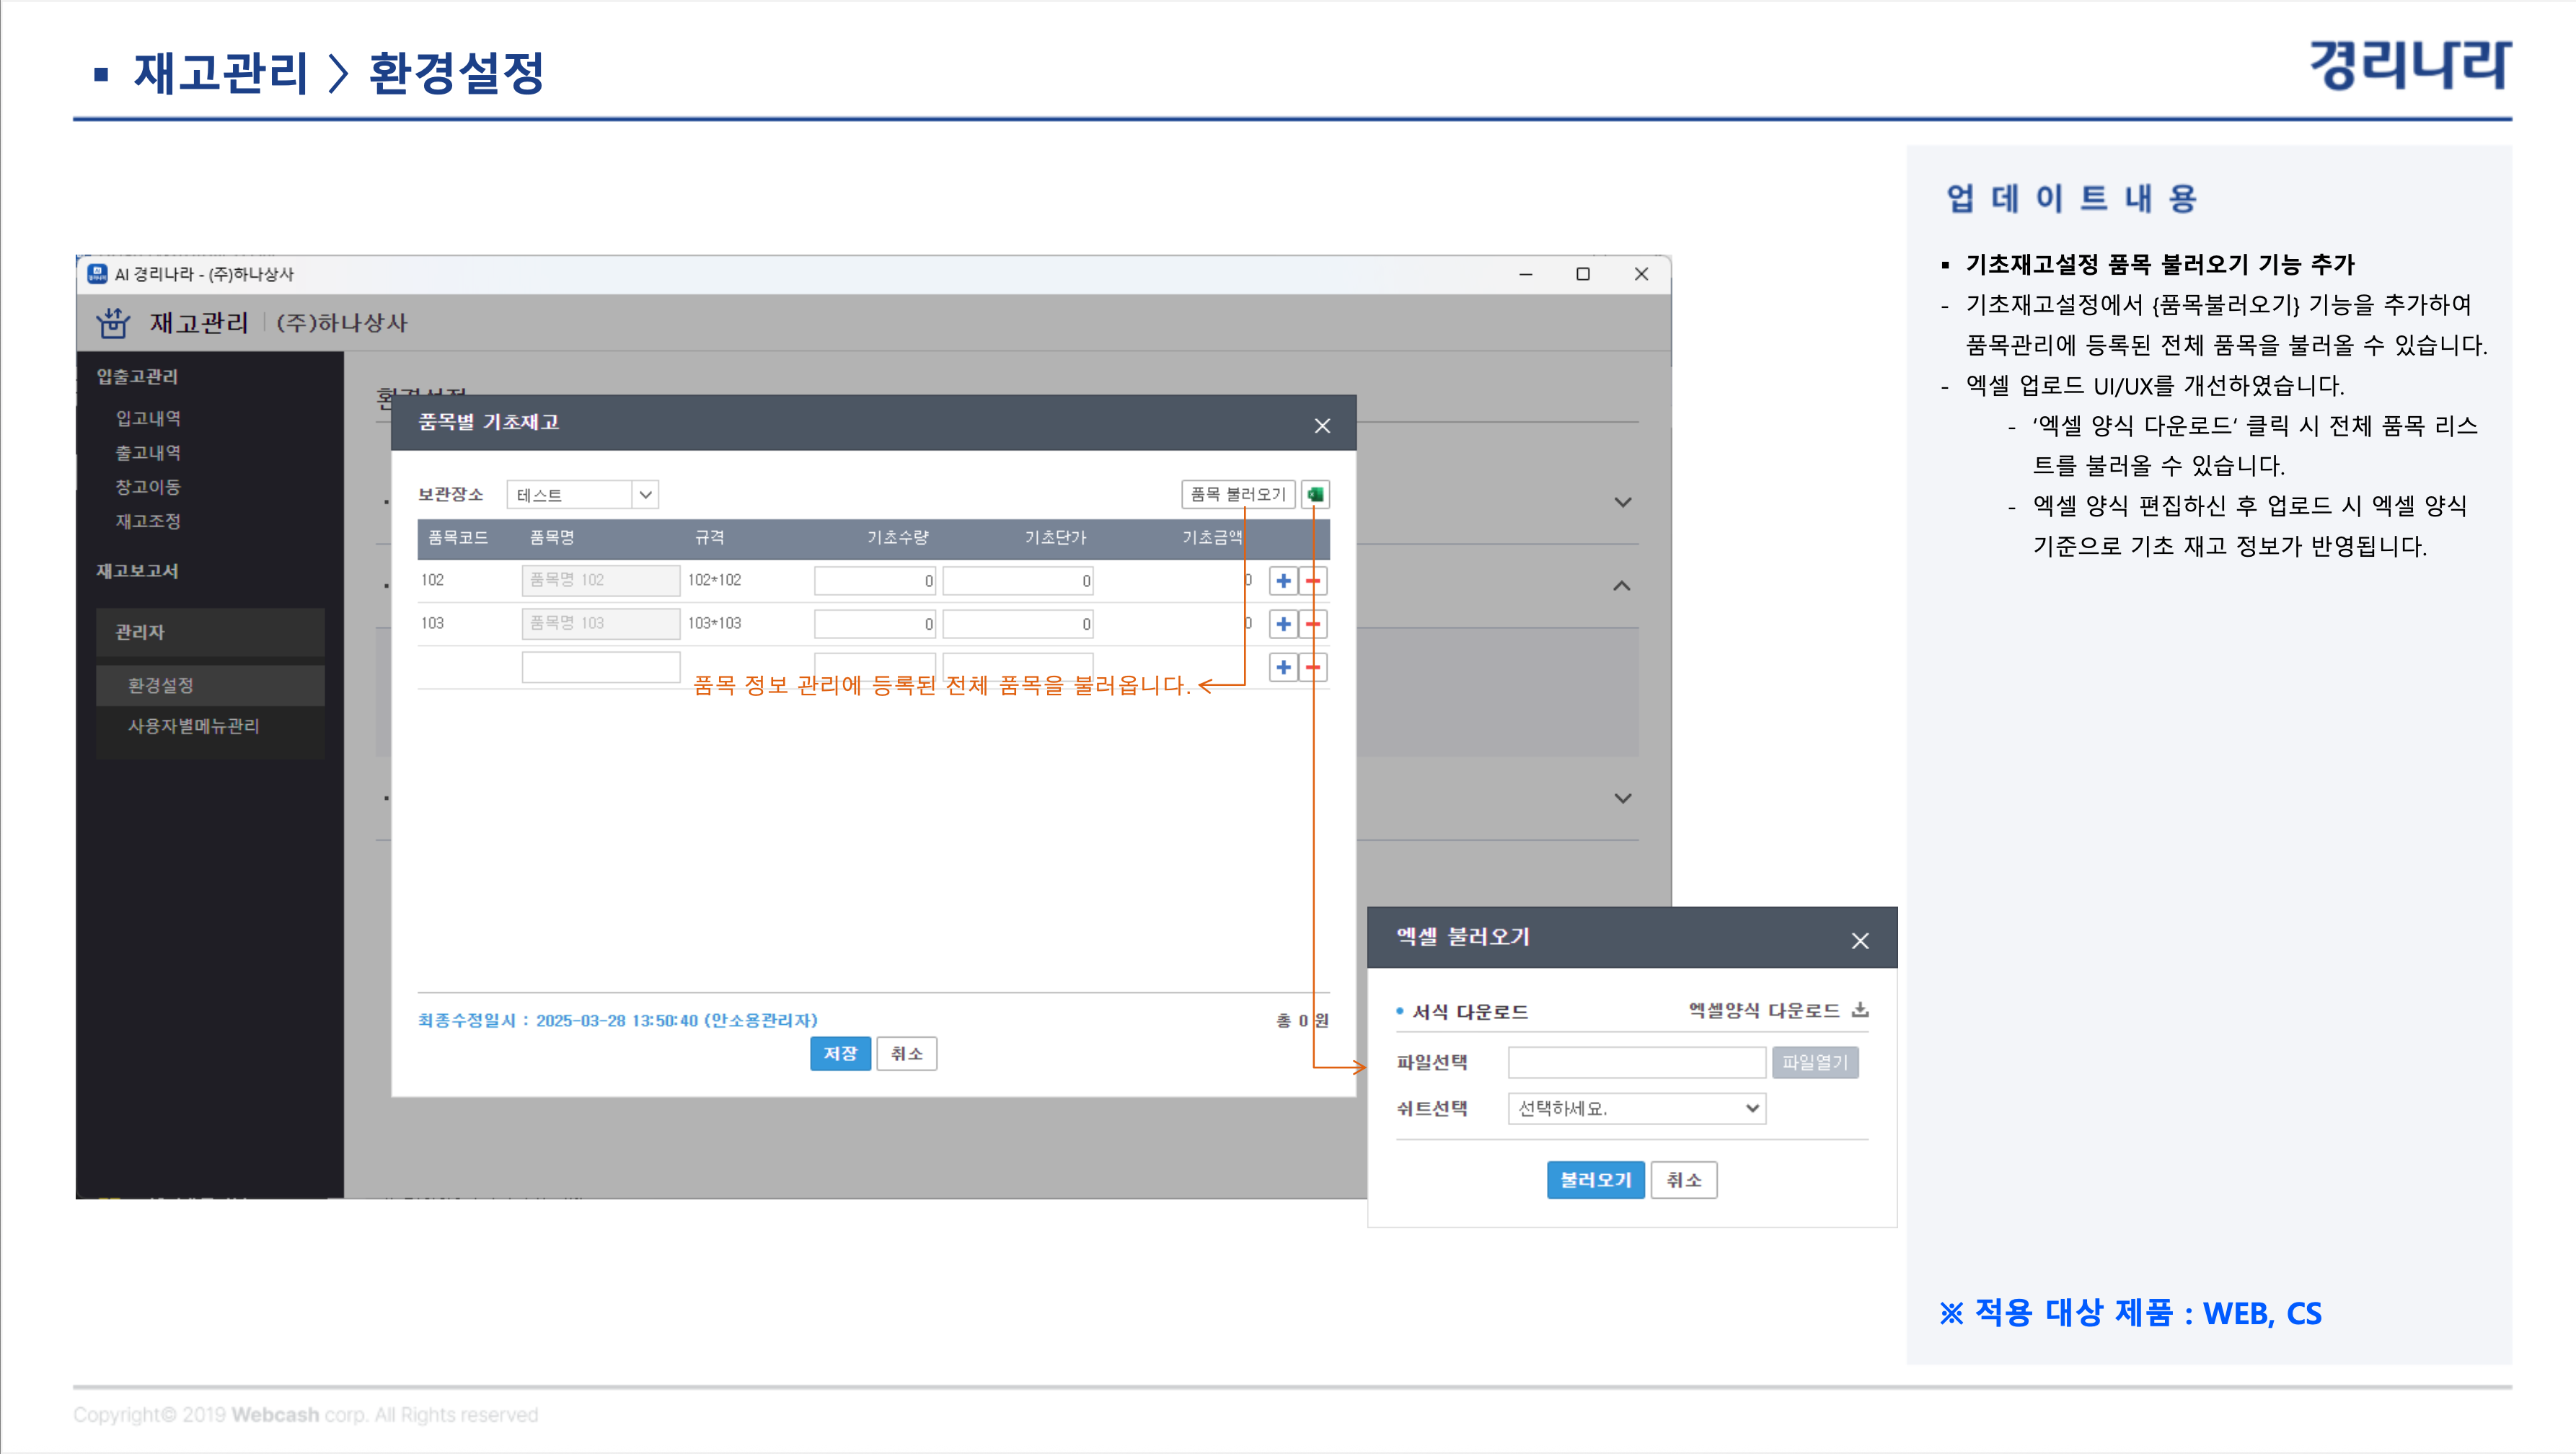 ▪ 재고관리 〉 환경설정
경리나라
AI 경리나라 - (주)하나상사
재고관리 (주)하나상사
입출고관리
입고내역
출고내역
창고이동
재고조정
재고보고서
관리자
환경설정
사용자별메뉴관리
환경설정
품목별 기초재고
보관장소 테스트 품목 불러오기
품목코드 품목명 규격 기초수량 기초단가 기초금액
102 품목명 102 102*102 0 0 0
103 품목명 103 103*103 0 0 0
품목 정보 관리에 등록된 전체 품목을 불러옵니다.
최종수정일시 : 2025-03-28 13:50:40 (안소용관리자) 총 0 원
저장 취소
엑셀 불러오기
• 서식 다운로드 엑셀양식 다운로드
파일선택 파일열기
쉬트선택 선택하세요.
불러오기 취소
업데이트내용
▪ 기초재고설정 품목 불러오기 기능 추가
- 기초재고설정에서 {품목불러오기} 기능을 추가하여
품목관리에 등록된 전체 품목을 불러올 수 있습니다.
- 엑셀 업로드 UI/UX를 개선하였습니다.
- ‘엑셀 양식 다운로드‘ 클릭 시 전체 품목 리스
트를 불러올 수 있습니다.
- 엑셀 양식 편집하신 후 업로드 시 엑셀 양식
기준으로 기초 재고 정보가 반영됩니다.
※ 적용 대상 제품 : WEB, CS
Copyright© 2019 Webcash corp. All Rights reserved